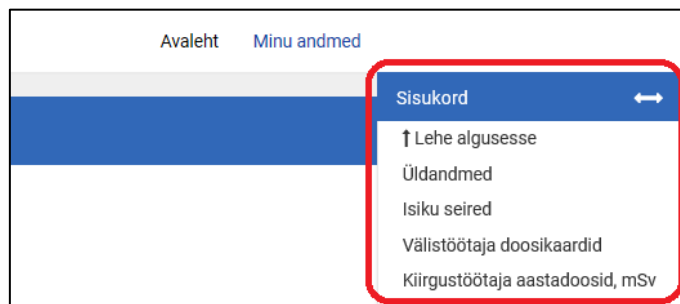 Avaleht Minu andmed
Sisukord
Lehe algusesse
Üldandmed
Isiku seired
Välistöötaja doosikaardid
Kiirgustöötaja aastadoosid, mSv